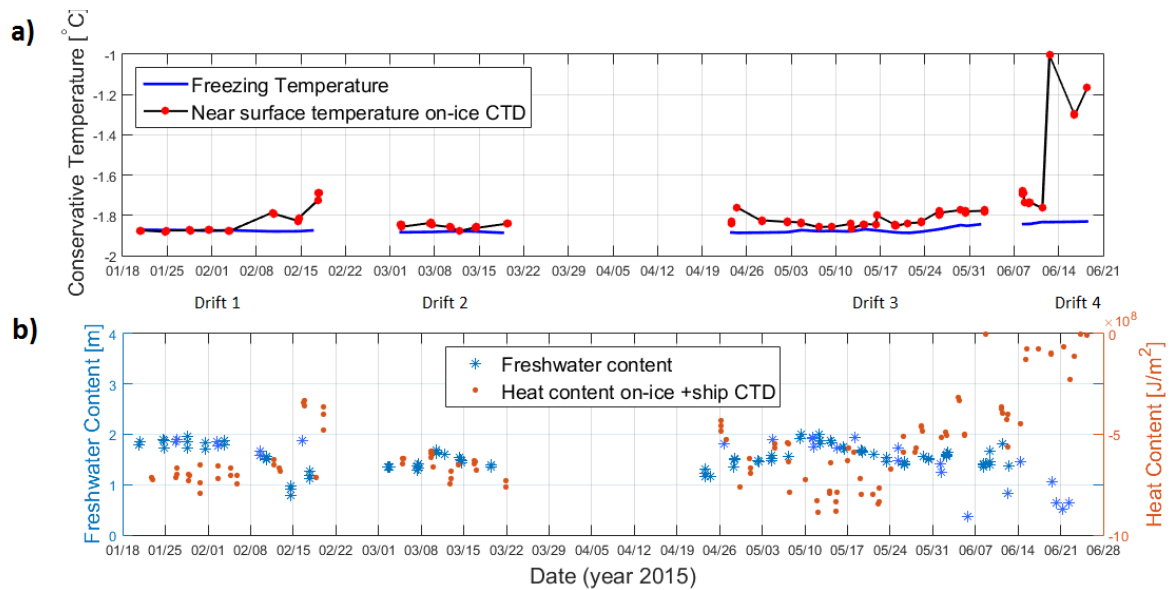 a)
Conservative Temperature [°C]
-1
-1.2
-1.4
-1.6
-1.8
-2
Freezing Temperature
Near surface temperature on-ice CTD
01/18 01/25 02/01 02/08 02/15 02/22 03/01 03/08 03/15 03/22 03/29 04/05 04/12 04/19 04/26 05/03 05/10 05/17 05/24 05/31 06/07 06/14 06/21
Drift 1 Drift 2 Drift 3 Drift 4
b)
Freshwater Content [m]
4
3
2
1
0
Freshwater content
Heat content on-ice +ship CTD
×10⁸
0
-5
-10
Heat Content [J/m²]
01/18 01/25 02/01 02/08 02/15 02/22 03/01 03/08 03/15 03/22 03/29 04/05 04/12 04/19 04/26 05/03 05/10 05/17 05/24 05/31 06/07 06/14 06/21 06/28
Date (year 2015)